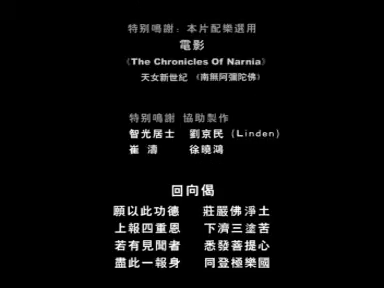 特別鳴謝：本片配樂選用
電影
《The Chronicles Of Narnia》
天女新世紀 （南無阿彌陀佛）
特別鳴謝 協助製作
智光居士 劉京民（Linden）
崔 濤 徐曉鴻
回向偈
願以此功德 莊嚴佛淨土
上報四重恩 下濟三塗苦
若有見聞者 悉發菩提心
盡此一報身 同登極樂國